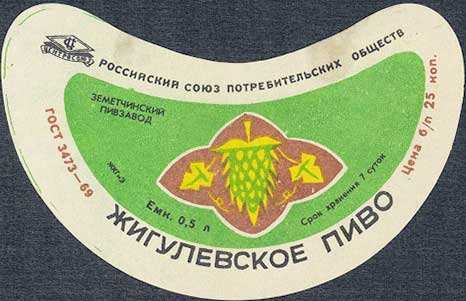 РОССИЙСКИЙ СОЮЗ ПОТРЕБИТЕЛЬСКИХ ОБЩЕСТВ
ЗЕМЕТЧИНСКИЙ
ПИВЗАВОД
ГОСТ 3473—69
Емк. 0,5 л
Срок хранения 7 суток
Цена б/п 25 коп.
ЖИГУЛЕВСКОЕ ПИВО